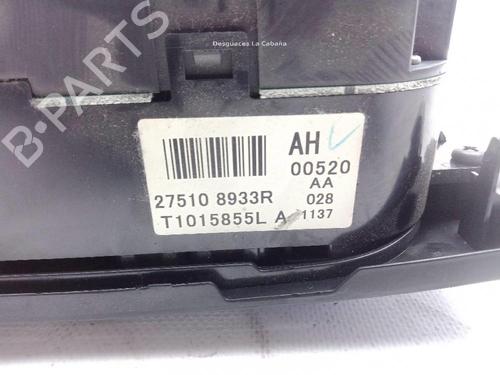 Desguaces La Cabaña
B-PARTS
AH
00520
AA
27510 8933R 028
T1015855L A 1137